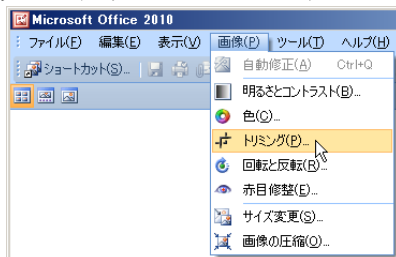 Microsoft Office 2010
ファイル(F) 編集(E) 表示(V) 画像(P) ツール(T) ヘルプ(H)
ショートカット(S)...
自動修正(A) Ctrl+Q
明るさとコントラスト(B)...
色(C)...
トリミング(P)...
回転と反転(R)...
赤目修整(E)...
サイズ変更(S)...
画像の圧縮(O)...